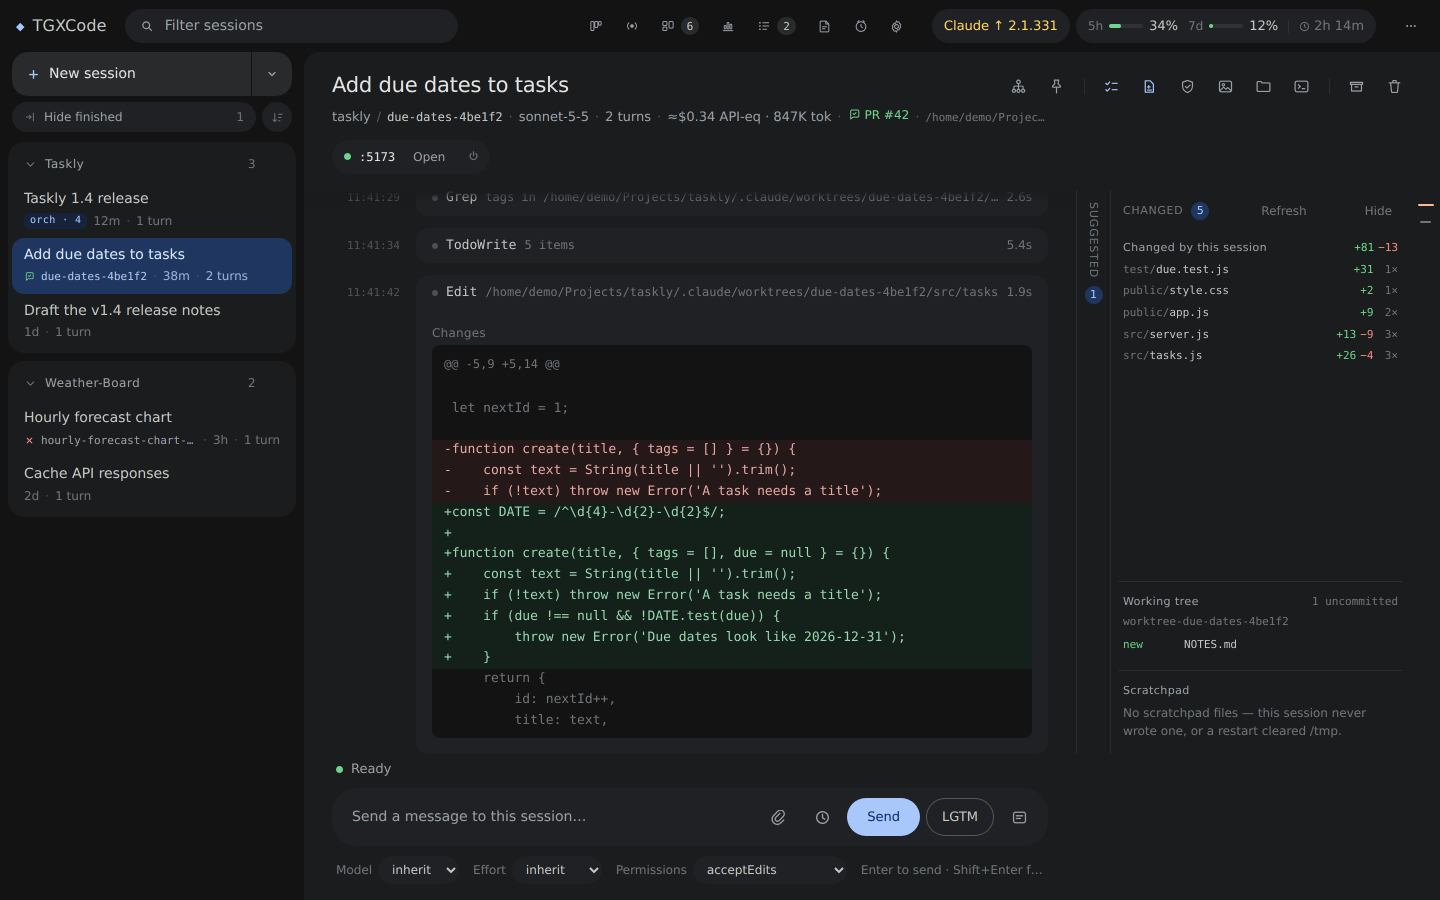 TGXCode
Filter sessions
6
2
Claude ↑ 2.1.331
5h 34% 7d 12% 2h 14m
+ New session
Hide finished 1
Taskly 3
Taskly 1.4 release
orch · 4 12m · 1 turn
Add due dates to tasks
due-dates-4be1f2 · 38m · 2 turns
Draft the v1.4 release notes
1d · 1 turn
Weather-Board 2
Hourly forecast chart
hourly-forecast-chart-… · 3h · 1 turn
Cache API responses
2d · 1 turn
Add due dates to tasks
taskly / due-dates-4be1f2 · sonnet-5-5 · 2 turns · ≈$0.34 API-eq · 847K tok · PR #42 · /home/demo/Projec…
:5173 Open
11:41:29 Grep tags in /home/demo/Projects/taskly/.claude/worktrees/due-dates-4be1f2/… 2.6s
11:41:34 TodoWrite 5 items 5.4s
11:41:42 Edit /home/demo/Projects/taskly/.claude/worktrees/due-dates-4be1f2/src/tasks 1.9s
Changes
@@ -5,9 +5,14 @@
let nextId = 1;
-function create(title, { tags = [] } = {}) {
-    const text = String(title || '').trim();
-    if (!text) throw new Error('A task needs a title');
+const DATE = /^\d{4}-\d{2}-\d{2}$/;
+
+function create(title, { tags = [], due = null } = {}) {
+    const text = String(title || '').trim();
+    if (!text) throw new Error('A task needs a title');
+    if (due !== null && !DATE.test(due)) {
+        throw new Error('Due dates look like 2026-12-31');
+    }
return {
id: nextId++,
title: text,
SUGGESTED 1
CHANGED 5 Refresh Hide
Changed by this session +81 −13
test/due.test.js +31 1×
public/style.css +2 1×
public/app.js +9 2×
src/server.js +13 −9 3×
src/tasks.js +26 −4 3×
Working tree 1 uncommitted
worktree-due-dates-4be1f2
new NOTES.md
Scratchpad
No scratchpad files — this session never
wrote one, or a restart cleared /tmp.
Ready
Send a message to this session…
Send
LGTM
Model inherit Effort inherit Permissions acceptEdits Enter to send · Shift+Enter f…